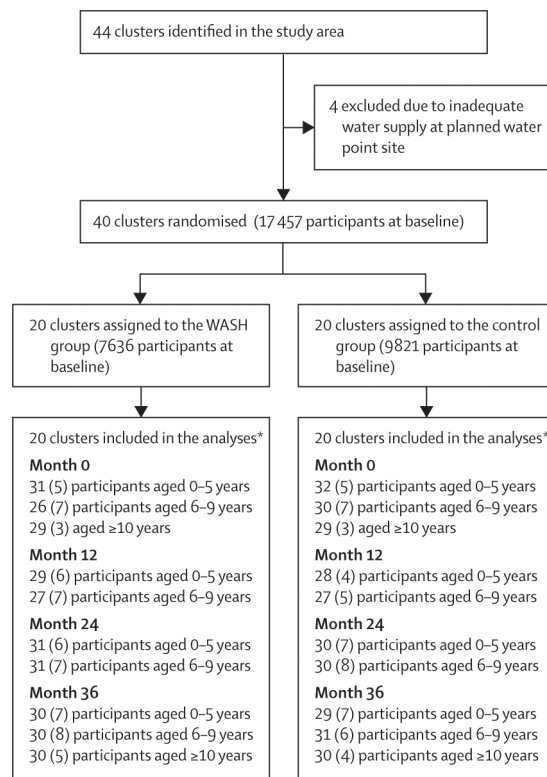 44 clusters identified in the study area
4 excluded due to inadequate
water supply at planned water
point site
40 clusters randomised (17 457 participants at baseline)
20 clusters assigned to the WASH
group (7636 participants at
baseline)
20 clusters assigned to the control
group (9821 participants at
baseline)
20 clusters included in the analyses*
Month 0
31 (5) participants aged 0–5 years
26 (7) participants aged 6–9 years
29 (3) aged ≥10 years
Month 12
29 (6) participants aged 0–5 years
27 (7) participants aged 6–9 years
Month 24
31 (6) participants aged 0–5 years
31 (7) participants aged 6–9 years
Month 36
30 (7) participants aged 0–5 years
30 (8) participants aged 6–9 years
30 (5) participants aged ≥10 years
20 clusters included in the analyses*
Month 0
32 (5) participants aged 0–5 years
30 (7) participants aged 6–9 years
29 (3) aged ≥10 years
Month 12
28 (4) participants aged 0–5 years
27 (5) participants aged 6–9 years
Month 24
30 (7) participants aged 0–5 years
30 (8) participants aged 6–9 years
Month 36
29 (7) participants aged 0–5 years
31 (6) participants aged 6–9 years
30 (4) participants aged ≥10 years